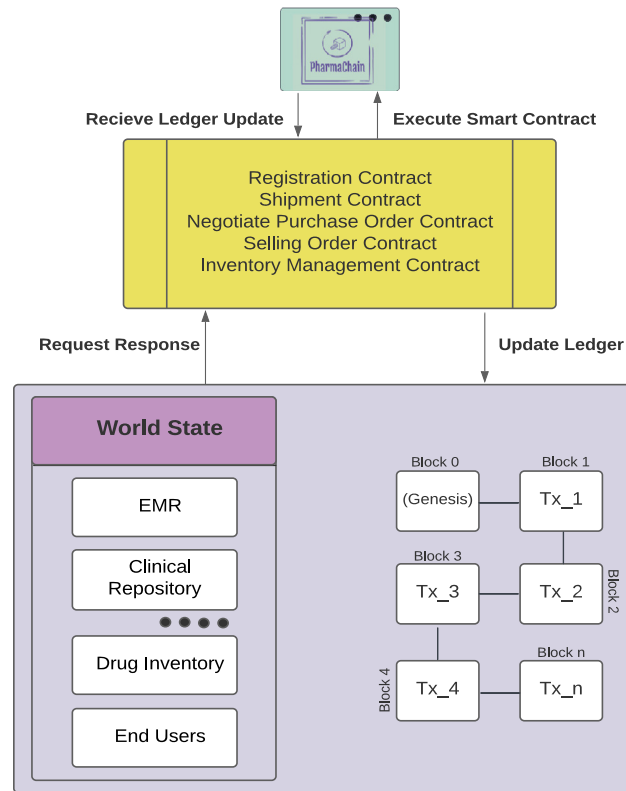 PharmaChain
Recieve Ledger Update
Execute Smart Contract
Registration Contract
Shipment Contract
Negotiate Purchase Order Contract
Selling Order Contract
Inventory Management Contract
Request Response
Update Ledger
World State
EMR
Clinical
Repository
Drug Inventory
End Users
Block 0
Block 1
(Genesis)
Tx_1
Block 3
Tx_3
Tx_2
Block 2
Block n
Block 4
Tx_4
Tx_n